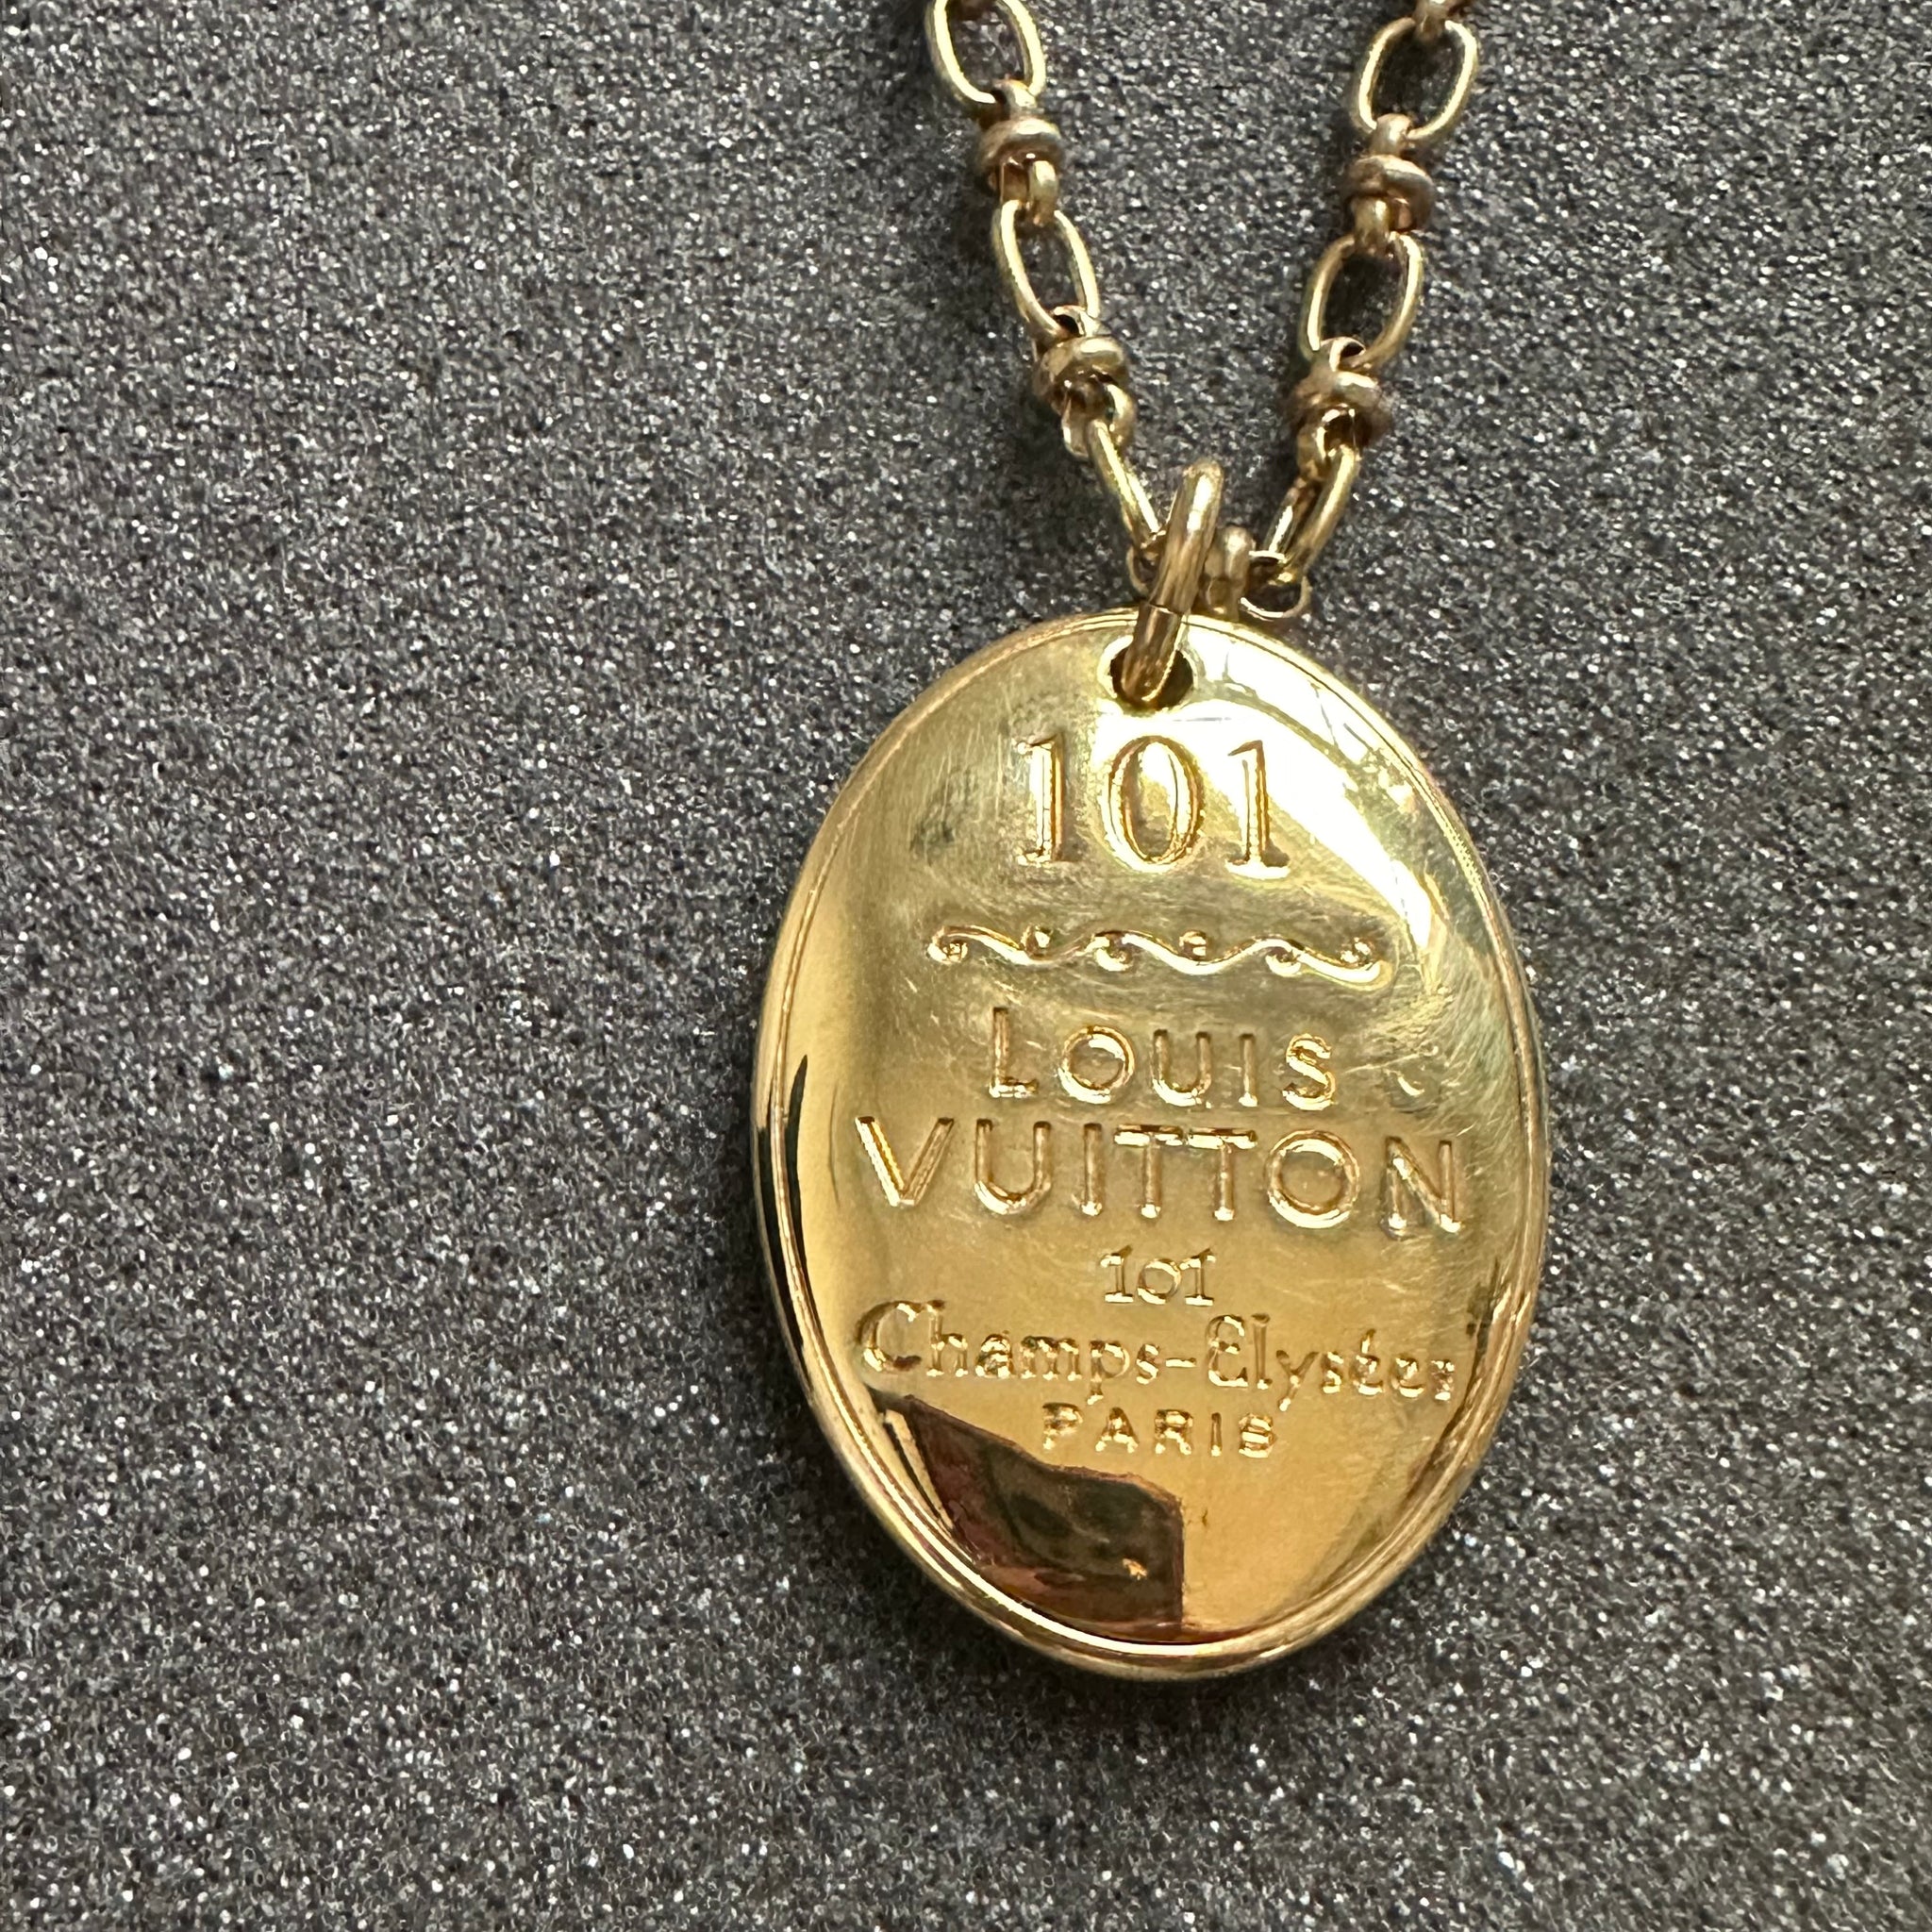 101
LOUIS
VUITTON
101
Champs-Elysées
PARIS